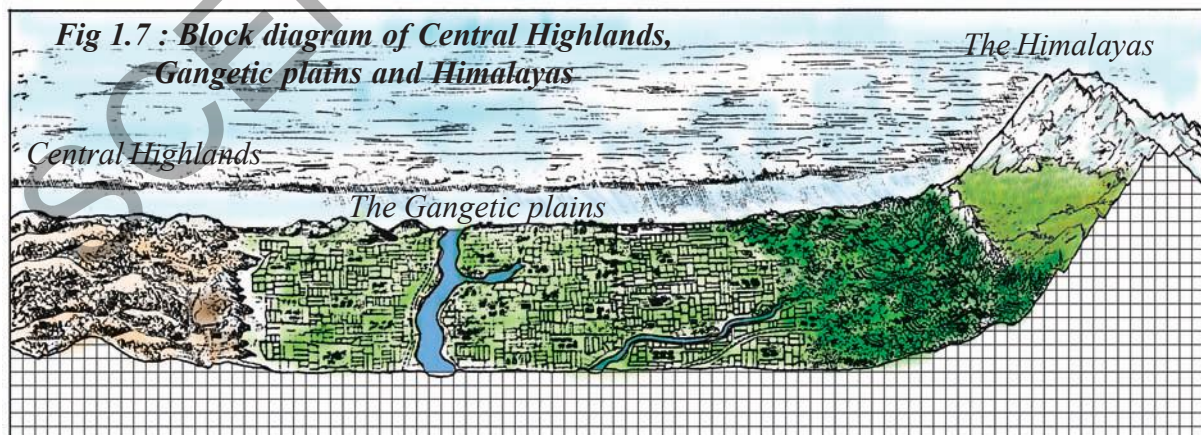 Fig 1.7 : Block diagram of Central Highlands,
Gangetic plains and Himalayas
The Himalayas
Central Highlands
The Gangetic plains